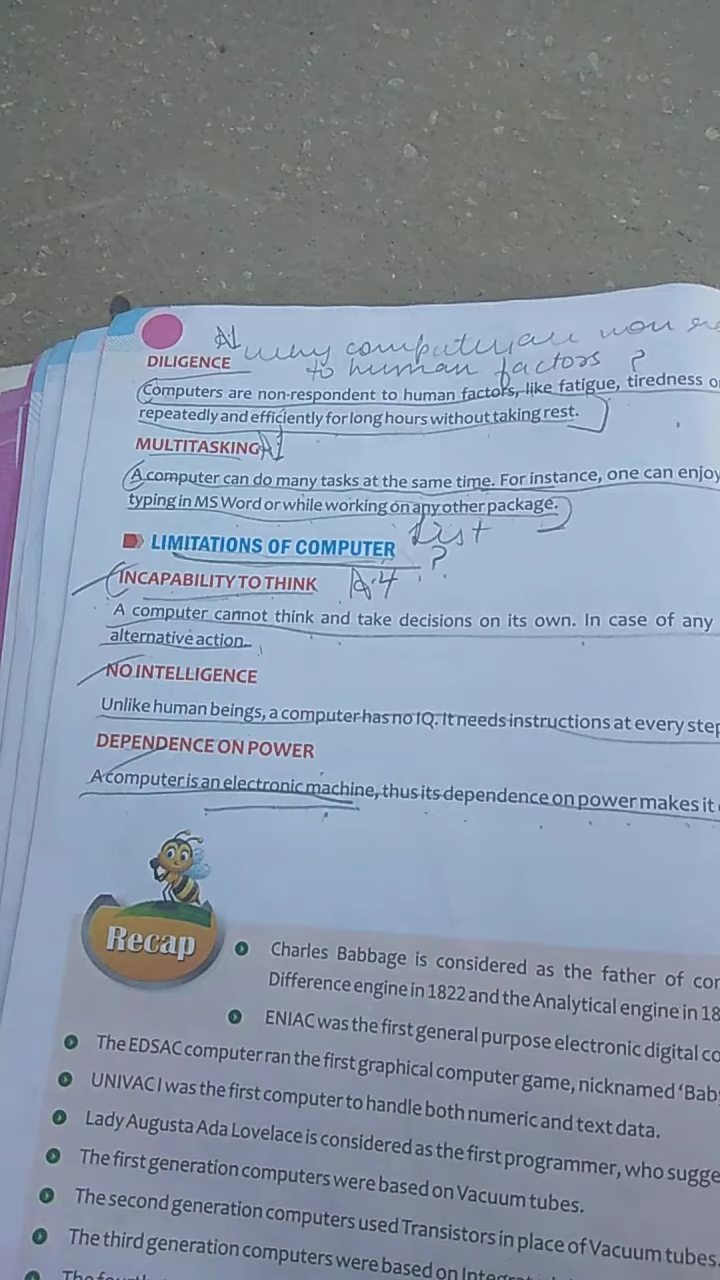 A1 why computer are non
to human factors ?
DILIGENCE
Computers are non-respondent to human factors, like fatigue, tiredness
repeatedly and efficiently for long hours without taking rest.
MULTITASKING
A computer can do many tasks at the same time. For instance, one can enjoy
typing in MS Word or while working on any other package.
List
LIMITATIONS OF COMPUTER ?
INCAPABILITY TO THINK A.4
A computer cannot think and take decisions on its own. In case of any
alternative action.
NO INTELLIGENCE
Unlike human beings, a computer has no IQ. It needs instructions at every step
DEPENDENCE ON POWER
A computer is an electronic machine, thus its dependence on power makes it
Recap
Charles Babbage is considered as the father of
Difference engine in 1822 and the Analytical engine in 18
ENIAC was the first general purpose electronic digital
The EDSAC computer ran the first graphical computer game, nicknamed ‘Bab
UNIVAC I was the first computer to handle both numeric and text data.
Lady Augusta Ada Lovelace is considered as the first programmer, who
The first generation computers were based on Vacuum tubes.
The second generation computers used Transistors in place of Vacuum tubes.
The third generation computers were based on